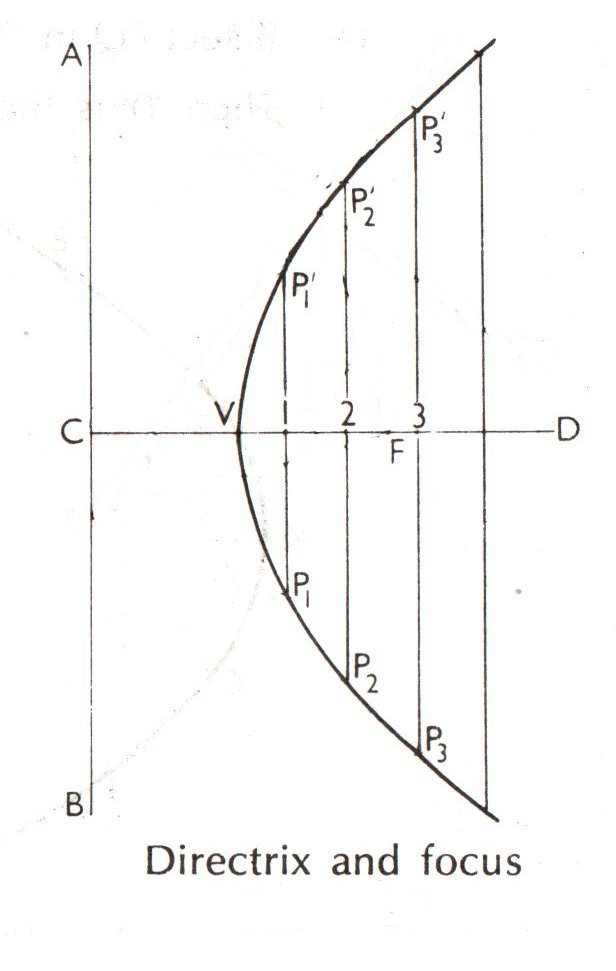 A
P₃′
P₂′
P₁′
C V 1 2 3 F D
P₁
P₂
P₃
B
Directrix and focus